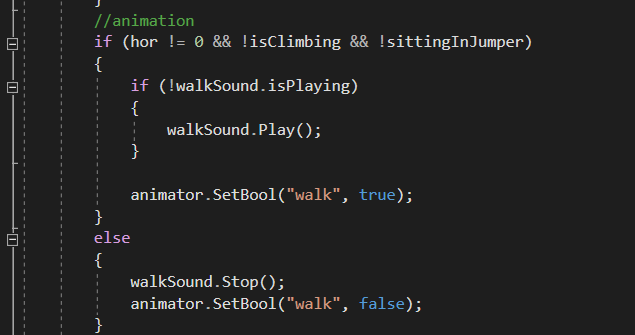 }
//animation
if (hor != 0 && !isClimbing && !sittingInJumper)
{
if (!walkSound.isPlaying)
{
walkSound.Play();
}
animator.SetBool("walk", true);
}
else
{
walkSound.Stop();
animator.SetBool("walk", false);
}